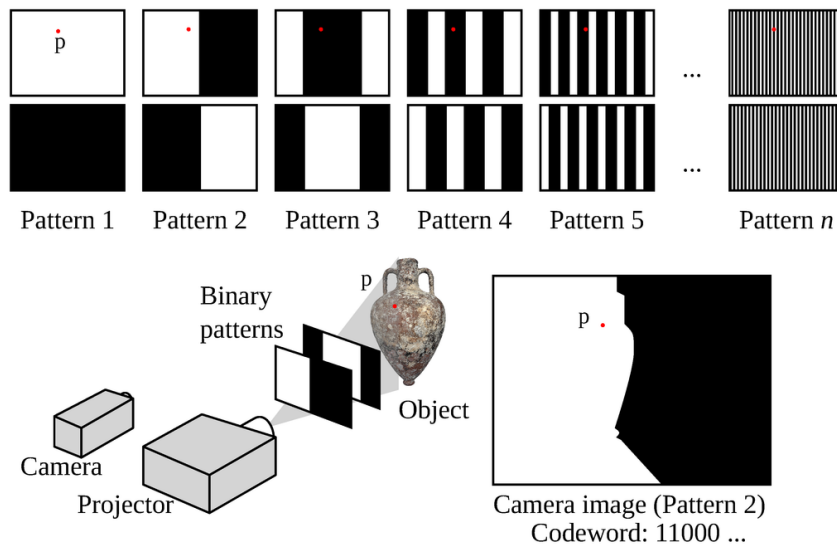 p
...
...
Pattern 1
Pattern 2
Pattern 3
Pattern 4
Pattern 5
Pattern n
p
Binary
patterns
Object
Camera
Projector
p
Camera image (Pattern 2)
Codeword: 11000 ...